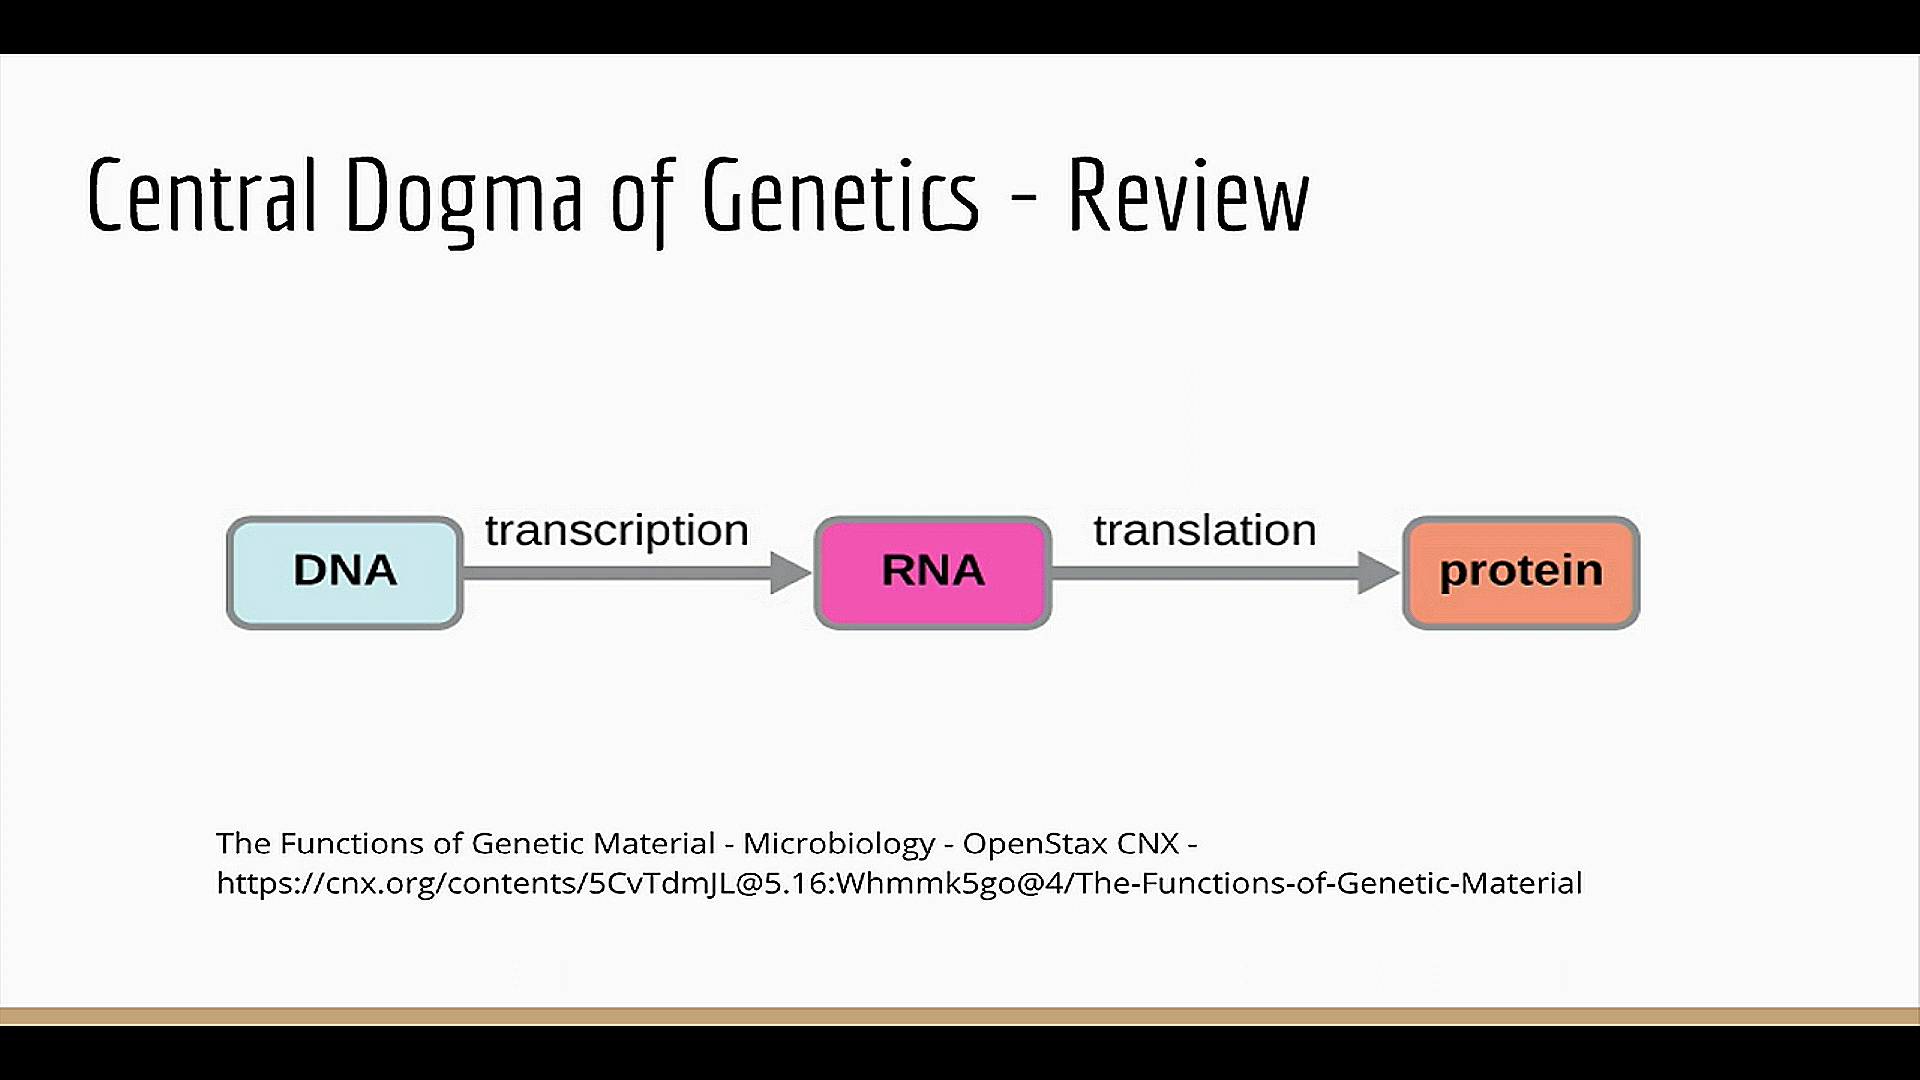 Central Dogma of Genetics - Review
DNA transcription RNA translation protein
The Functions of Genetic Material - Microbiology - OpenStax CNX -
https://cnx.org/contents/5CvTdmJL@5.16:Whmmk5go@4/The-Functions-of-Genetic-Material